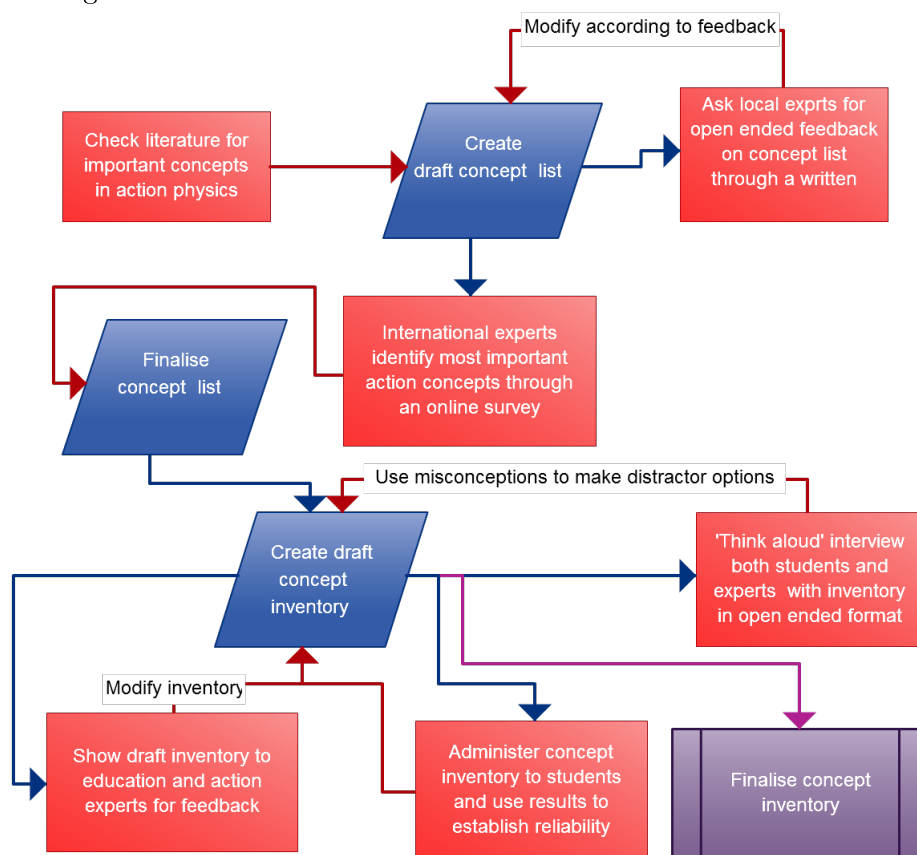 Modify according to feedback
Check literature for
important concepts
in action physics
Create
draft concept list
Ask local exprts for
open ended feedback
on concept list
through a written
International experts
identify most important
action concepts through
an online survey
Finalise
concept list
Use misconceptions to make distractor options
Create draft
concept
inventory
'Think aloud' interview
both students and
experts with inventory
in open ended format
Modify inventory
Show draft inventory to
education and action
experts for feedback
Administer concept
inventory to students
and use results to
establish reliability
Finalise concept
inventory